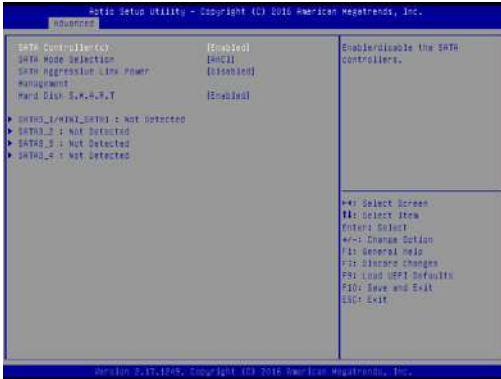 Aptio Setup Utility - Copyright (C) 2016 American Megatrends, Inc.
Advanced
SATA Controller(s) [Enabled]
SATA Mode Selection [AHCI]
SATA Aggressive Link Power Management [Disabled]
Hard Disk S.M.A.R.T [Enabled]
SATA3_1/MINI_SATA1 : Not Detected
SATA3_2 : Not Detected
SATA3_3 : Not Detected
SATA3_4 : Not Detected
Enable/disable the SATA
controllers.
→←: Select Screen
↑↓: Select Item
Enter: Select
+/-: Change Option
F1: General Help
F7: Discard Changes
F9: Load UEFI Defaults
F10: Save and Exit
ESC: Exit
Version 2.17.1249. Copyright (C) 2016 American Megatrends, Inc.